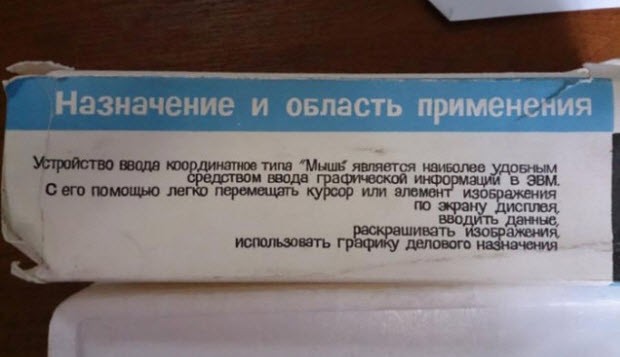 Назначение и область применения
Устройство ввода координатное типа "Мышь" является наиболее удобным
средством ввода графической информации в ЭВМ.
С его помощью легко перемещать курсор или элемент изображения
по экрану дисплея,
вводить данные,
раскрашивать изображения,
использовать графику делового назначения